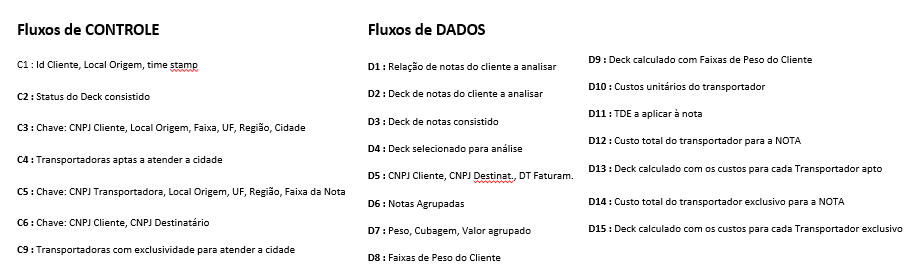 Fluxos de CONTROLE
C1 : Id Cliente, Local Origem, time stamp
C2 : Status do Deck consistido
C3 : Chave: CNPJ Cliente, Local Origem, Faixa, UF, Região, Cidade
C4 : Transportadoras aptas a atender a cidade
C5 : Chave: CNPJ Transportadora, Local Origem, UF, Região, Faixa da Nota
C6 : Chave: CNPJ Cliente, CNPJ Destinatário
C9 : Transportadoras com exclusividade para atender a cidade
Fluxos de DADOS
D1 : Relação de notas do cliente a analisar
D2 : Deck de notas do cliente a analisar
D3 : Deck de notas consistido
D4 : Deck selecionado para análise
D5 : CNPJ Cliente, CNPJ Destinat., DT Faturam.
D6 : Notas Agrupadas
D7 : Peso, Cubagem, Valor agrupado
D8 : Faixas de Peso do Cliente
D9 : Deck calculado com Faixas de Peso do Cliente
D10 : Custos unitários do transportador
D11 : TDE a aplicar à nota
D12 : Custo total do transportador para a NOTA
D13 : Deck calculado com os custos para cada Transportador apto
D14 : Custo total do transportador exclusivo para a NOTA
D15 : Deck calculado com os custos para cada Transportador exclusivo